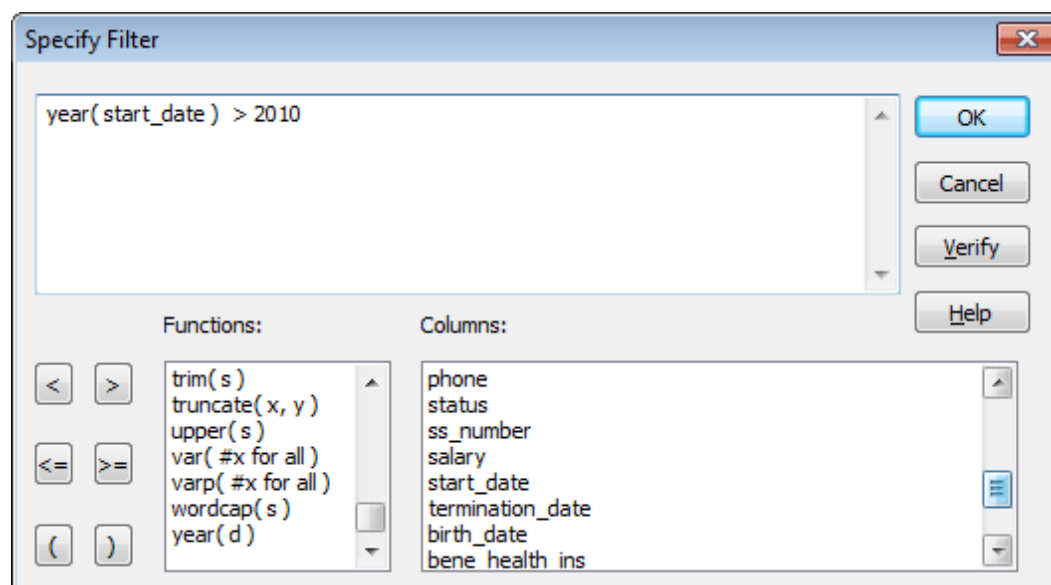 Specify Filter
year( start_date )  > 2010
OK
Cancel
Verify
Help
Functions:
Columns:
<
>
<=
>=
(
)
trim( s )
truncate( x, y )
upper( s )
var( #x for all )
varp( #x for all )
wordcap( s )
year( d )
phone
status
ss_number
salary
start_date
termination_date
birth_date
bene_health_ins